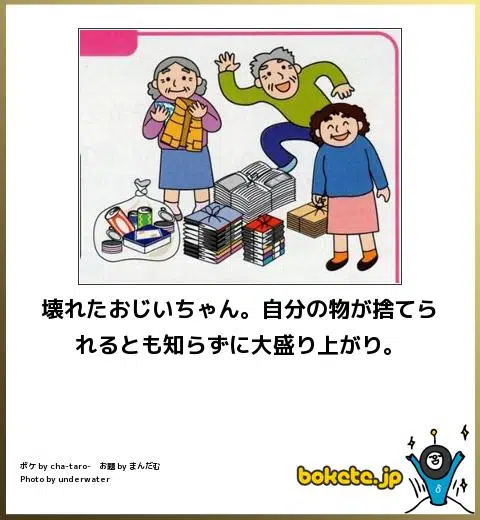 壊れたおじいちゃん。自分の物が捨てら
れるとも知らずに大盛り上がり。
ボケ by cha-taro- お題 by まんだむ
Photo by underwater
bokete.jp